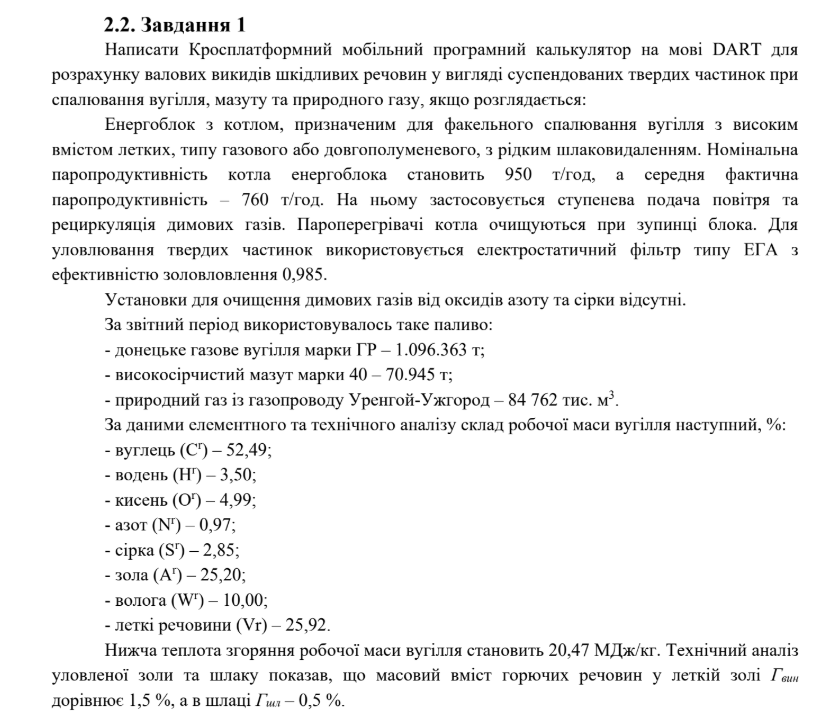 2.2. Завдання 1
Написати Кросплатформний мобільний програмний калькулятор на мові DART для
розрахунку валових викидів шкідливих речовин у вигляді суспендованих твердих частинок при
спалювання вугілля, мазуту та природного газу, якщо розглядається:
Енергоблок з котлом, призначеним для факельного спалювання вугілля з високим
вмістом летких, типу газового або довгополуменевого, з рідким шлаковидаленням. Номінальна
паропродуктивність котла енергоблока становить 950 т/год, а середня фактична
паропродуктивність – 760 т/год. На ньому застосовується ступенева подача повітря та
рециркуляція димових газів. Пароперегрівачі котла очищуються при зупинці блока. Для
уловлювання твердих частинок використовується електростатичний фільтр типу ЕГА з
ефективністю золовловлення 0,985.
Установки для очищення димових газів від оксидів азоту та сірки відсутні.
За звітний період використовувалось таке паливо:
- донецьке газове вугілля марки ГР – 1.096.363 т;
- високосірчистий мазут марки 40 – 70.945 т;
- природний газ із газопроводу Уренгой-Ужгород – 84 762 тис. м³.
За даними елементного та технічного аналізу склад робочої маси вугілля наступний, %:
- вуглець (Cʳ) – 52,49;
- водень (Hʳ) – 3,50;
- кисень (Oʳ) – 4,99;
- азот (Nʳ) – 0,97;
- сірка (Sʳ) – 2,85;
- зола (Aʳ) – 25,20;
- волога (Wʳ) – 10,00;
- леткі речовини (Vr) – 25,92.
Нижча теплота згоряння робочої маси вугілля становить 20,47 МДж/кг. Технічний аналіз
уловленої золи та шлаку показав, що масовий вміст горючих речовин у леткій золі Гвин
дорівнює 1,5 %, а в шлаці Гшл – 0,5 %.